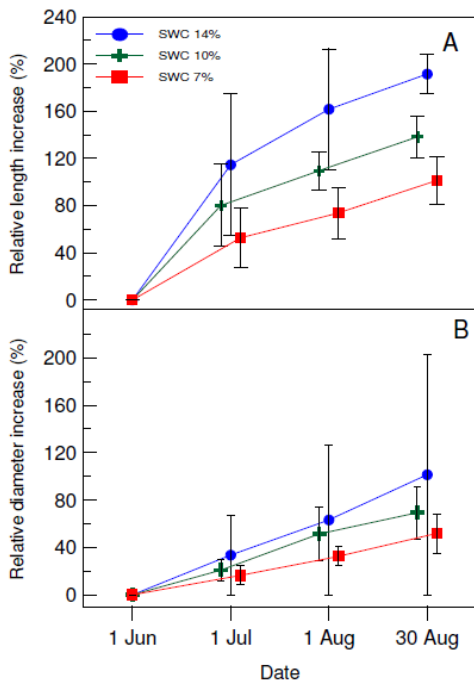 240
200
160
120
80
40
0
Relative length increase (%)
SWC 14%
SWC 10%
SWC 7%
A
B
200
160
120
80
40
0
Relative diameter increase (%)
1 Jun
1 Jul
1 Aug
30 Aug
Date